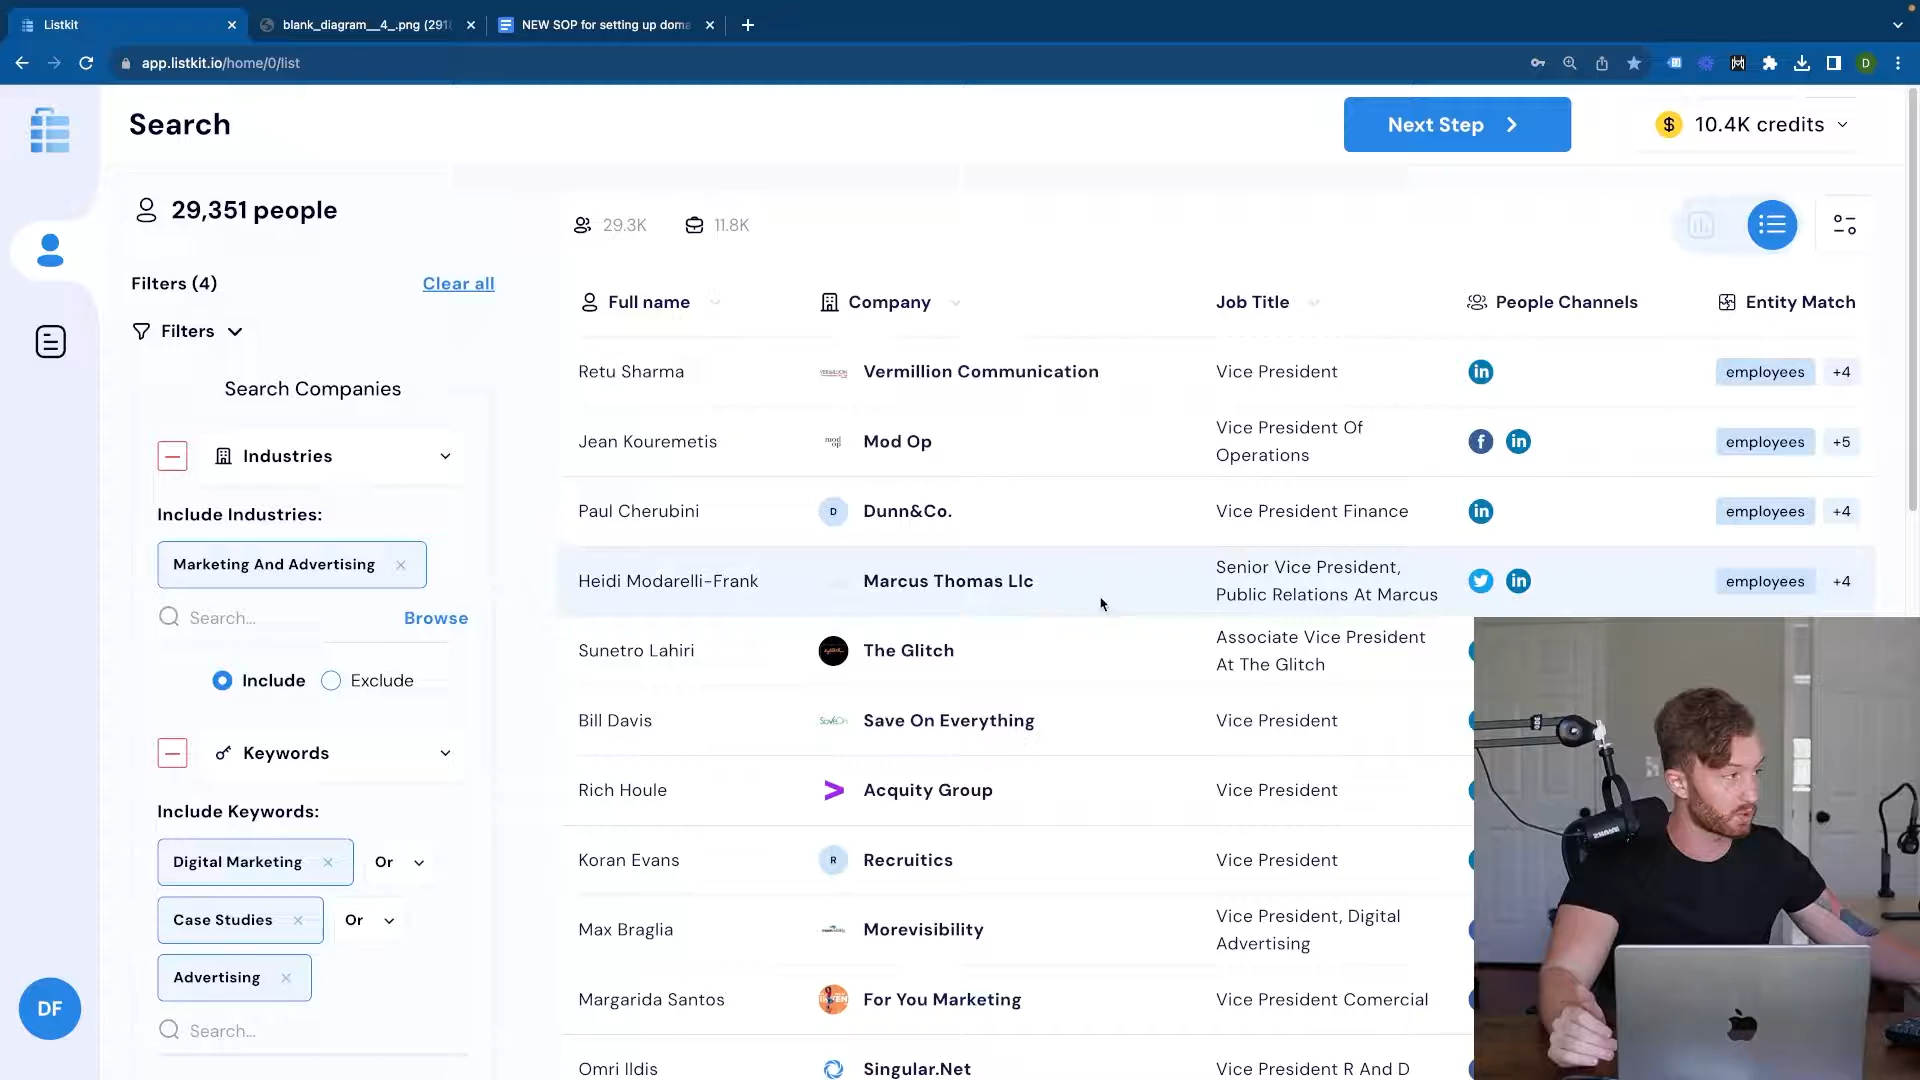 Listkit
blank_diagram__4_.png (291
NEW SOP for setting up doma
app.listkit.io/home/0/list
D
Search
Next Step
$ 10.4K credits
29,351 people
29.3K
11.8K
Filters (4)
Clear all
Filters
Search Companies
Industries
Include Industries:
Marketing And Advertising
Search...
Browse
Include
Exclude
Keywords
Include Keywords:
Digital Marketing
Or
Case Studies
Or
Advertising
Search...
DF
Full name
Company
Job Title
People Channels
Entity Match
Retu Sharma
Vermillion Communication
Vice President
employees
+4
Jean Kouremetis
Mod Op
Vice President Of
Operations
employees
+5
Paul Cherubini
D
Dunn&Co.
Vice President Finance
employees
+4
Heidi Modarelli-Frank
Marcus Thomas Llc
Senior Vice President,
Public Relations At Marcus
employees
+4
Sunetro Lahiri
The Glitch
Associate Vice President
At The Glitch
Bill Davis
Save On Everything
Vice President
Rich Houle
Acquity Group
Vice President
Koran Evans
R
Recruitics
Vice President
Max Braglia
Morevisibility
Vice President, Digital
Advertising
Margarida Santos
For You Marketing
Vice President Comercial
Omri Ildis
Singular.Net
Vice President R And D